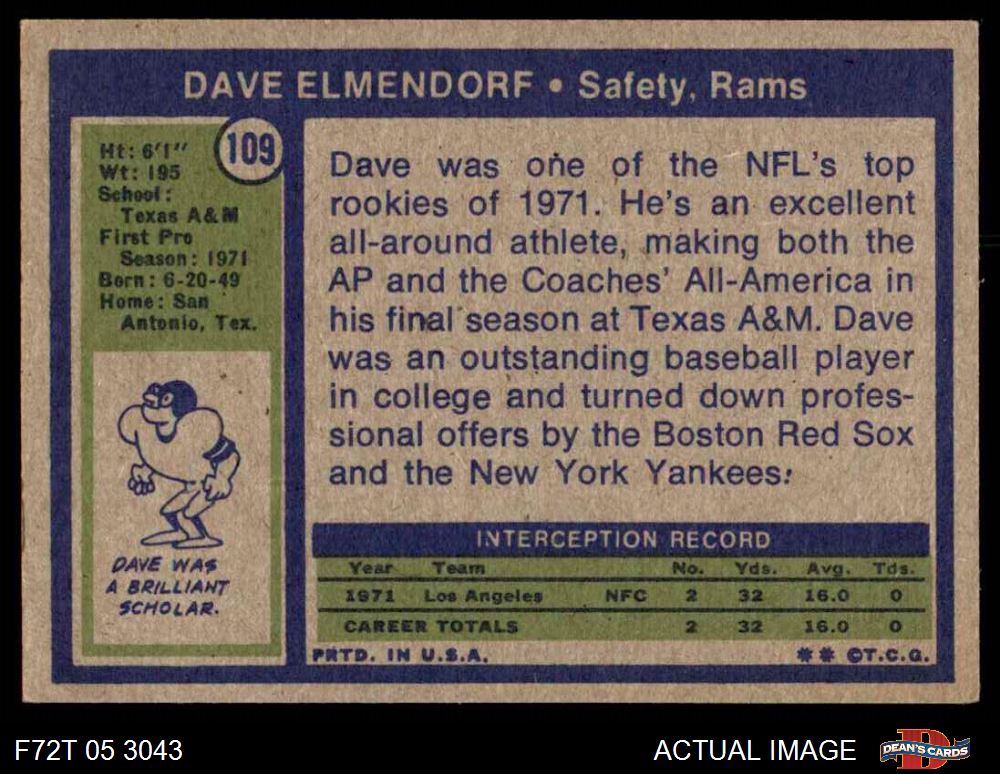 DAVE ELMENDORF • Safety, Rams
109
Ht: 6'1"
Wt: 195
School:
Texas A&M
First Pro
Season: 1971
Born: 6-20-49
Home: San
Antonio, Tex.
DAVE WAS
A BRILLIANT
SCHOLAR.
Dave was one of the NFL's top
rookies of 1971. He's an excellent
all-around athlete, making both the
AP and the Coaches' All-America in
his final season at Texas A&M. Dave
was an outstanding baseball player
in college and turned down profes-
sional offers by the Boston Red Sox
and the New York Yankees.
INTERCEPTION RECORD
Year Team No. Yds. Avg. Tds.
1971 Los Angeles NFC 2 32 16.0 0
CAREER TOTALS 2 32 16.0 0
PRTD. IN U.S.A. ** ©T.C.G.
F72T 05 3043 ACTUAL IMAGE DEAN'S CARDS